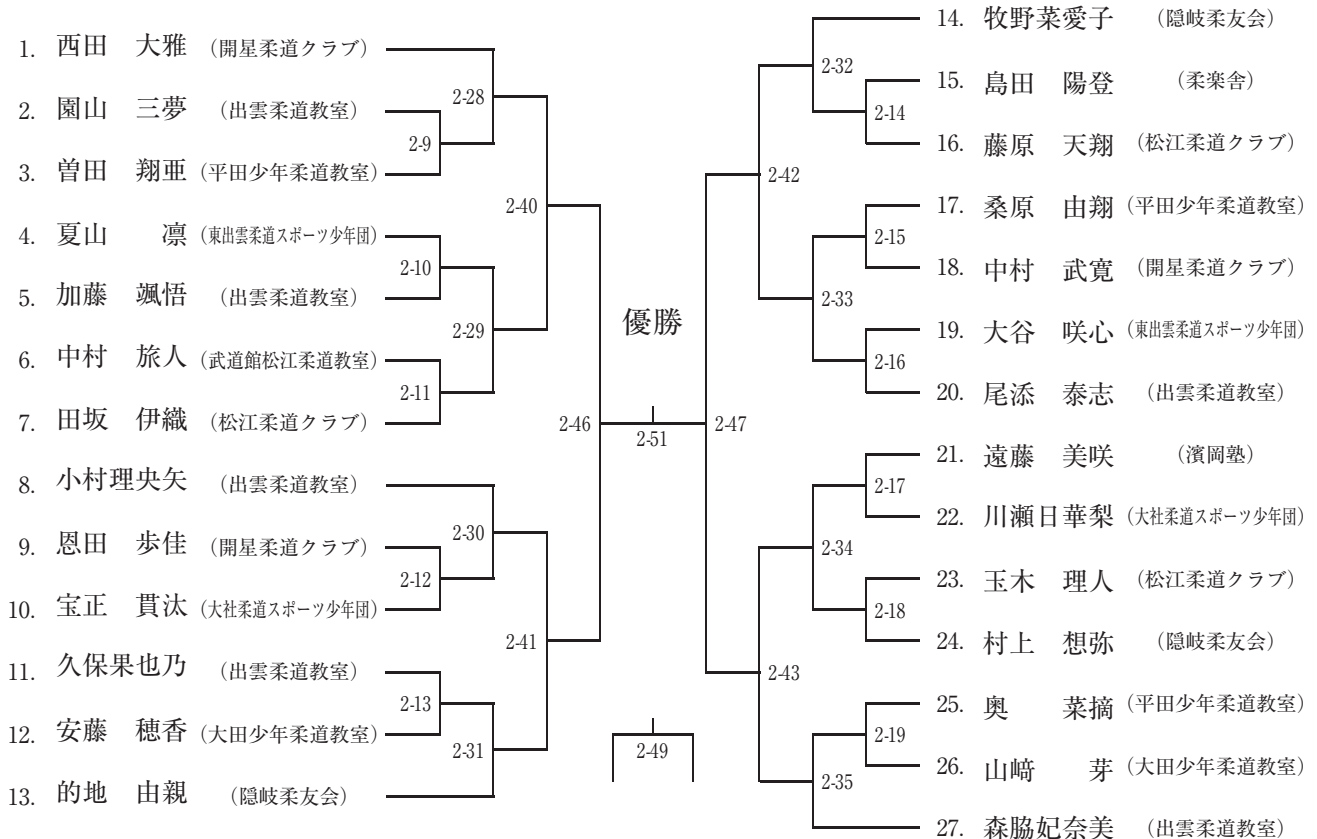 1. 西田　大雅 （開星柔道クラブ）
2. 園山　三夢 （出雲柔道教室）
3. 曽田　翔亜 （平田少年柔道教室）
4. 夏山　　凛 （東出雲柔道スポーツ少年団）
5. 加藤　颯悟 （出雲柔道教室）
6. 中村　旅人 （武道館松江柔道教室）
7. 田坂　伊織 （松江柔道クラブ）
8. 小村理央矢 （出雲柔道教室）
9. 恩田　歩佳 （開星柔道クラブ）
10. 宝正　貫汰 （大社柔道スポーツ少年団）
11. 久保果也乃 （出雲柔道教室）
12. 安藤　穂香 （大田少年柔道教室）
13. 的地　由親 （隠岐柔友会）
2-9
2-10
2-11
2-12
2-13
2-28
2-29
2-30
2-31
2-40
2-41
2-46
優勝
2-51
2-49
2-47
2-42
2-43
2-32
2-33
2-34
2-35
2-14
2-15
2-16
2-17
2-18
2-19
14. 牧野菜愛子 （隠岐柔友会）
15. 島田　陽登 （柔楽舎）
16. 藤原　天翔 （松江柔道クラブ）
17. 桑原　由翔 （平田少年柔道教室）
18. 中村　武寛 （開星柔道クラブ）
19. 大谷　咲心 （東出雲柔道スポーツ少年団）
20. 尾添　泰志 （出雲柔道教室）
21. 遠藤　美咲 （濱岡塾）
22. 川瀬日華梨 （大社柔道スポーツ少年団）
23. 玉木　理人 （松江柔道クラブ）
24. 村上　想弥 （隠岐柔友会）
25. 奥　　菜摘 （平田少年柔道教室）
26. 山﨑　　芽 （大田少年柔道教室）
27. 森脇妃奈美 （出雲柔道教室）